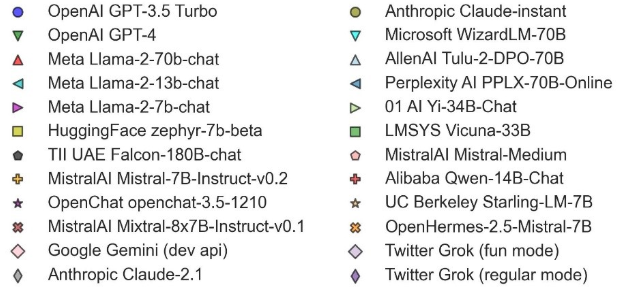 OpenAI GPT-3.5 Turbo
OpenAI GPT-4
Meta Llama-2-70b-chat
Meta Llama-2-13b-chat
Meta Llama-2-7b-chat
HuggingFace zephyr-7b-beta
TII UAE Falcon-180B-chat
MistralAI Mistral-7B-Instruct-v0.2
OpenChat openchat-3.5-1210
MistralAI Mixtral-8x7B-Instruct-v0.1
Google Gemini (dev api)
Anthropic Claude-2.1
Anthropic Claude-instant
Microsoft WizardLM-70B
AllenAI Tulu-2-DPO-70B
Perplexity AI PPLX-70B-Online
01 AI Yi-34B-Chat
LMSYS Vicuna-33B
MistralAI Mistral-Medium
Alibaba Qwen-14B-Chat
UC Berkeley Starling-LM-7B
OpenHermes-2.5-Mistral-7B
Twitter Grok (fun mode)
Twitter Grok (regular mode)